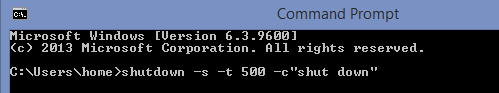 Command Prompt
C:\.
Microsoft Windows [Version 6.3.9600]
(c) 2013 Microsoft Corporation. All rights reserved.
C:\Users\home>shutdown -s -t 500 -c"shut down"